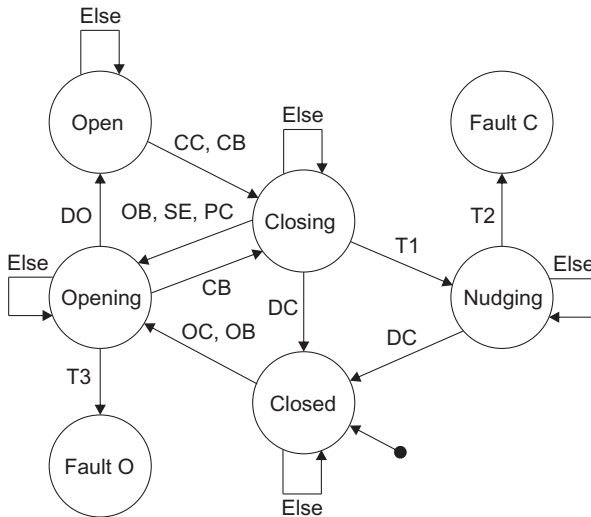 Else
Open
CC, CB
Else
Fault C
DO
OB, SE, PC
Closing
T1
T2
Else
Opening
CB
Nudging
Else
OC, OB
DC
DC
T3
Closed
Fault O
Else